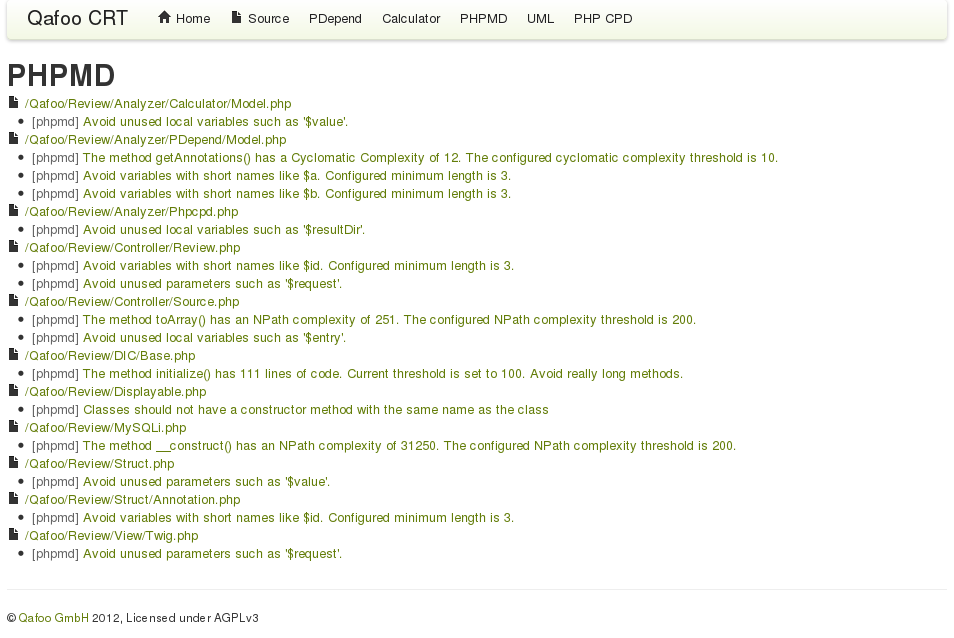 Qafoo CRT Home Source PDepend Calculator PHPMD UML PHP CPD
PHPMD
/Qafoo/Review/Analyzer/Calculator/Model.php
[phpmd] Avoid unused local variables such as '$value'.
/Qafoo/Review/Analyzer/PDepend/Model.php
[phpmd] The method getAnnotations() has a Cyclomatic Complexity of 12. The configured cyclomatic complexity threshold is 10.
[phpmd] Avoid variables with short names like $a. Configured minimum length is 3.
[phpmd] Avoid variables with short names like $b. Configured minimum length is 3.
/Qafoo/Review/Analyzer/Phpcpd.php
[phpmd] Avoid unused local variables such as '$resultDir'.
/Qafoo/Review/Controller/Review.php
[phpmd] Avoid variables with short names like $id. Configured minimum length is 3.
[phpmd] Avoid unused parameters such as '$request'.
/Qafoo/Review/Controller/Source.php
[phpmd] The method toArray() has an NPath complexity of 251. The configured NPath complexity threshold is 200.
[phpmd] Avoid unused local variables such as '$entry'.
/Qafoo/Review/DIC/Base.php
[phpmd] The method initialize() has 111 lines of code. Current threshold is set to 100. Avoid really long methods.
/Qafoo/Review/Displayable.php
[phpmd] Classes should not have a constructor method with the same name as the class
/Qafoo/Review/MySQLi.php
[phpmd] The method __construct() has an NPath complexity of 31250. The configured NPath complexity threshold is 200.
/Qafoo/Review/Struct.php
[phpmd] Avoid unused parameters such as '$value'.
/Qafoo/Review/Struct/Annotation.php
[phpmd] Avoid variables with short names like $id. Configured minimum length is 3.
/Qafoo/Review/View/Twig.php
[phpmd] Avoid unused parameters such as '$request'.
© Qafoo GmbH 2012, Licensed under AGPLv3